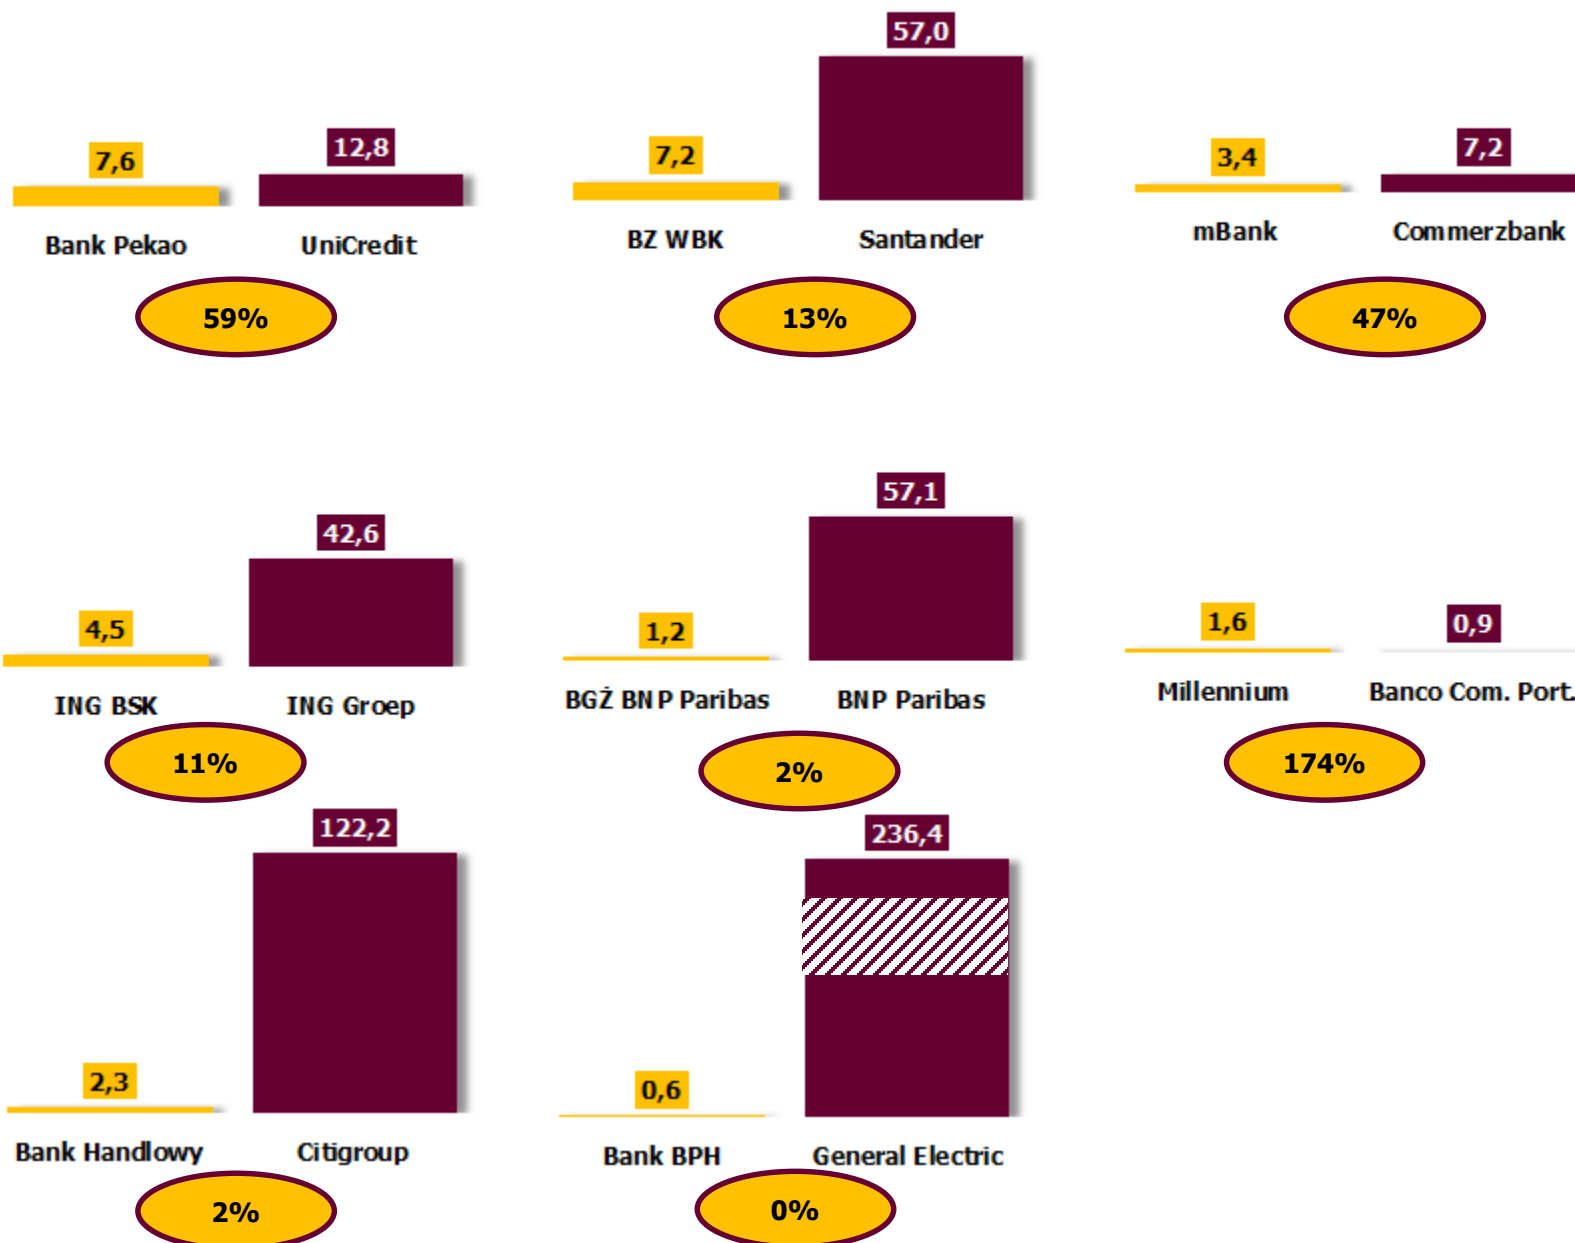 57,0
7,6
12,8
7,2
3,4
7,2
Bank Pekao
UniCredit
BZ WBK
Santander
mBank
Commerzbank
59%
13%
47%
42,6
57,1
4,5
1,2
1,6
0,9
ING BSK
ING Groep
BGŻ BNP Paribas
BNP Paribas
Millennium
Banco Com. Port.
11%
2%
174%
122,2
236,4
2,3
0,6
Bank Handlowy
Citigroup
Bank BPH
General Electric
2%
0%